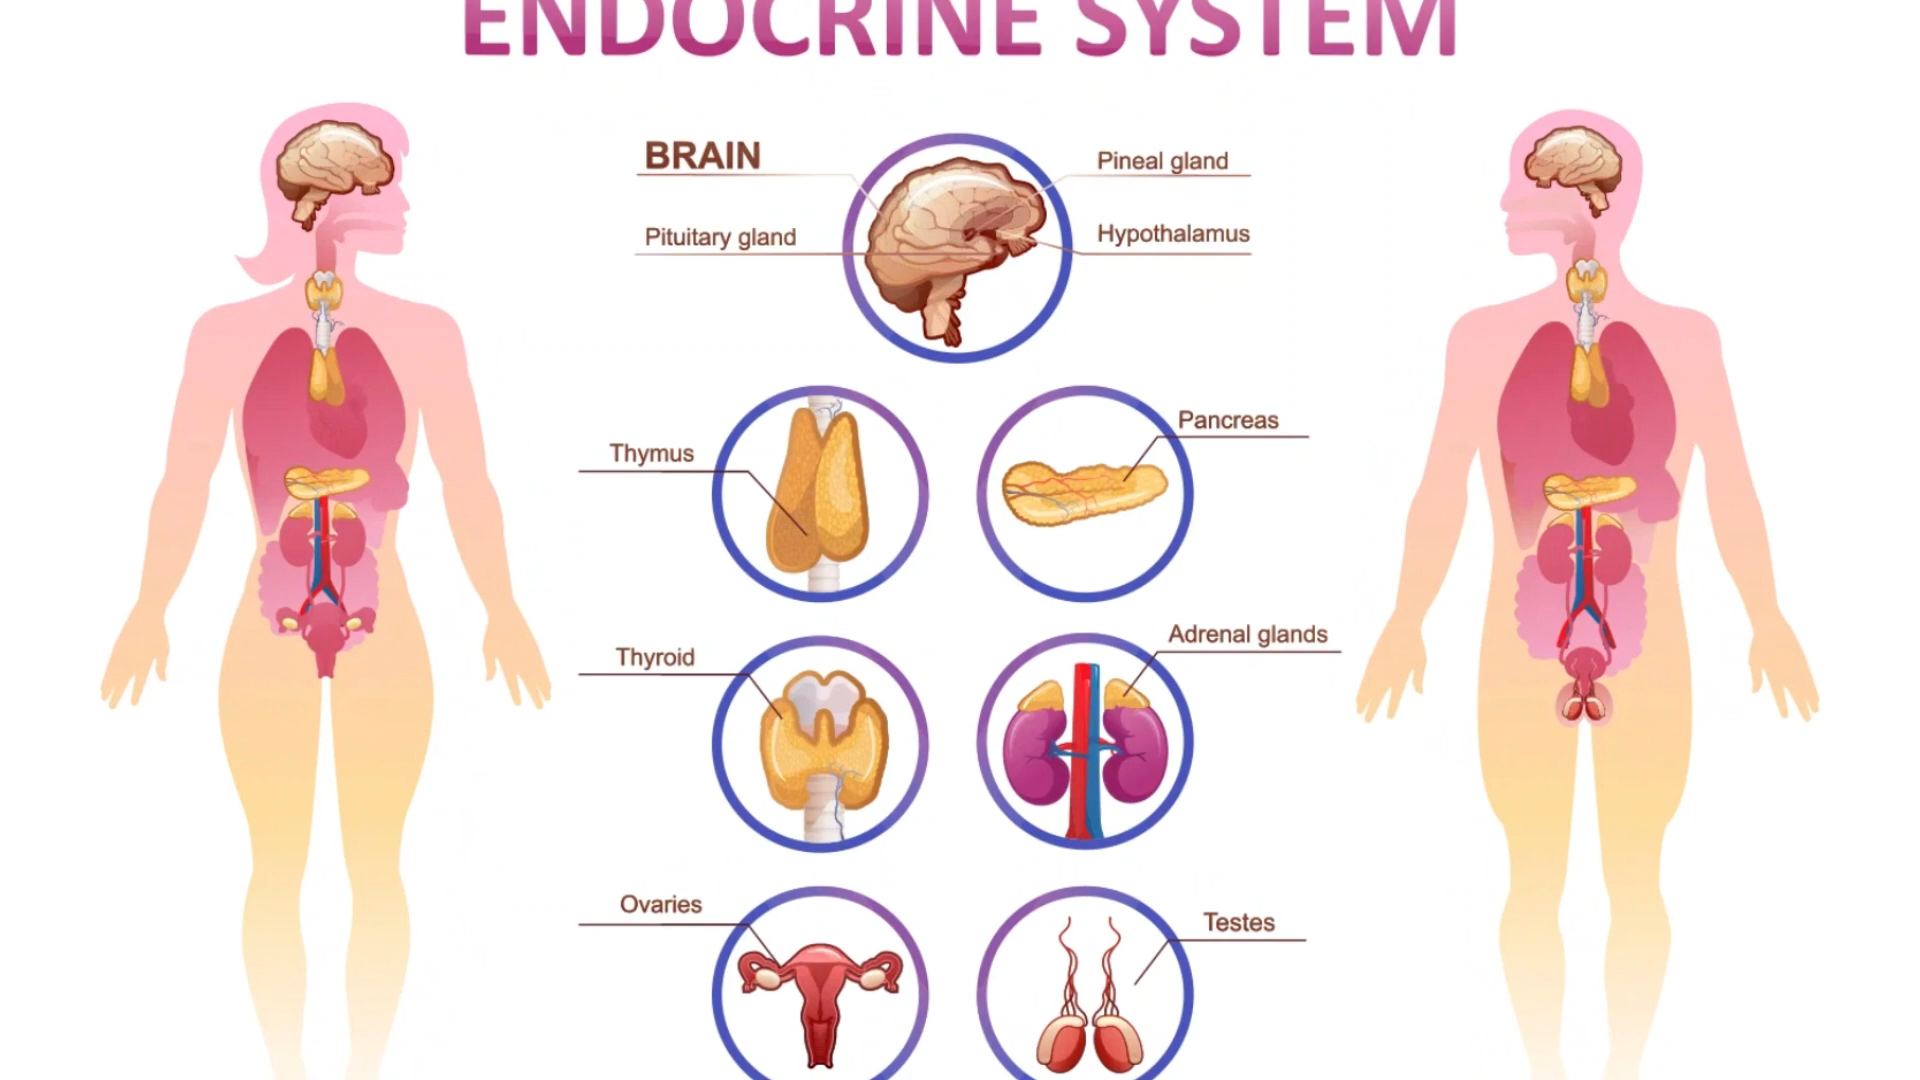 ENDOCRINE SYSTEM
BRAIN
Pineal gland
Pituitary gland
Hypothalamus
Thymus
Pancreas
Thyroid
Adrenal glands
Ovaries
Testes